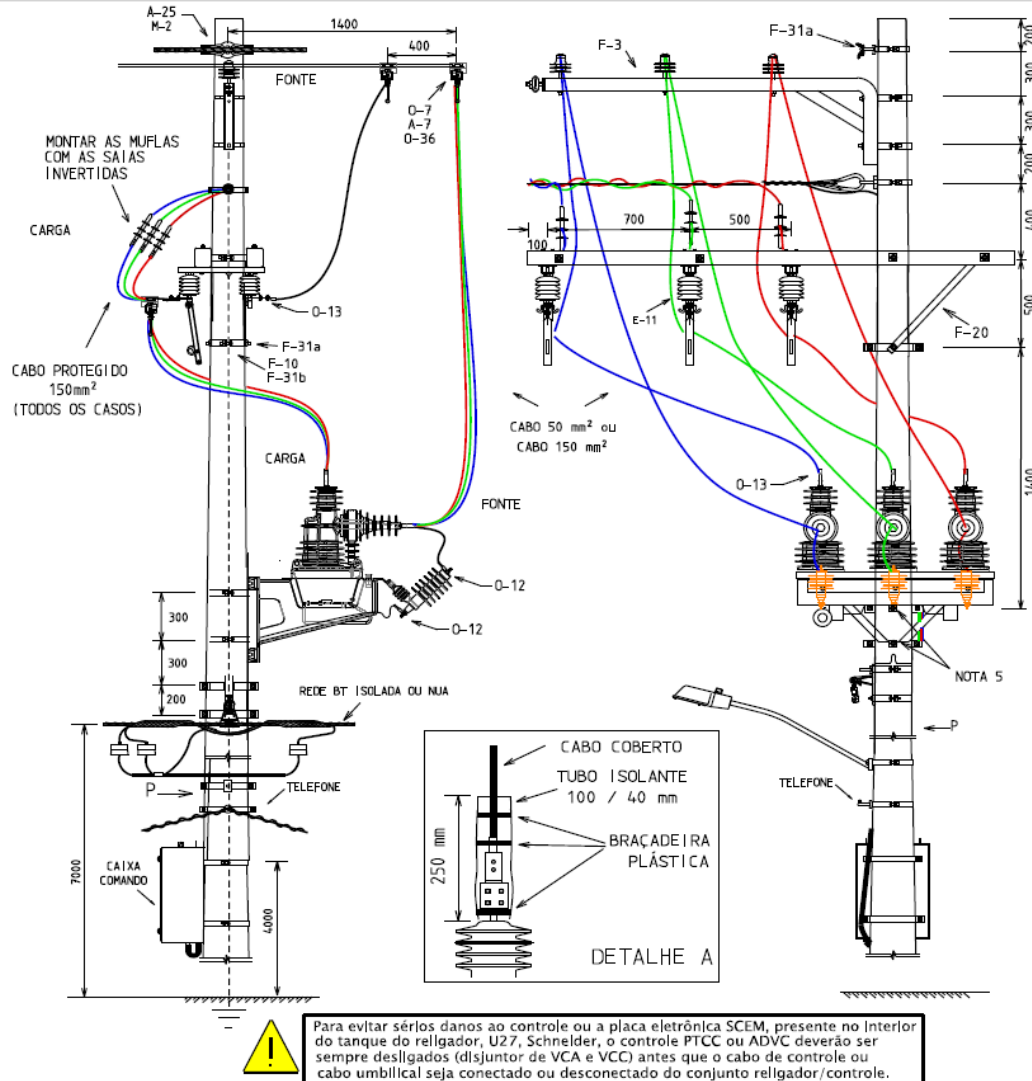 A-25
M-2
1400
400
FONTE
O-7
A-7
O-36
MONTAR AS MUFLAS
COM AS SAIAS
INVERTIDAS
CARGA
O-13
F-31a
F-10
F-31b
CABO PROTEGIDO
150mm²
(TODOS OS CASOS)
CARGA
FONTE
O-12
O-12
300
300
200
REDE BT ISOLADA OU NUA
P
TELEFONE
7000
CAIXA
COMANDO
4000
F-3
F-31a
200
300
300
200
400
500
1400
700
500
100
E-11
F-20
CABO 50 mm² ou
CABO 150 mm²
O-13
NOTA 5
P
TELEFONE
CABO COBERTO
TUBO ISOLANTE
100 / 40 mm
250 mm
BRAÇADEIRA
PLÁSTICA
DETALHE A
!
Para evitar sérios danos ao controle ou a placa eletrônica SCEM, presente no interior
do tanque do religador, U27, Schneider, o controle PTCC ou ADVC deverão ser
sempre desligados (disjuntor de VCA e VCC) antes que o cabo de controle ou
cabo umbilical seja conectado ou desconectado do conjunto religador/controle.